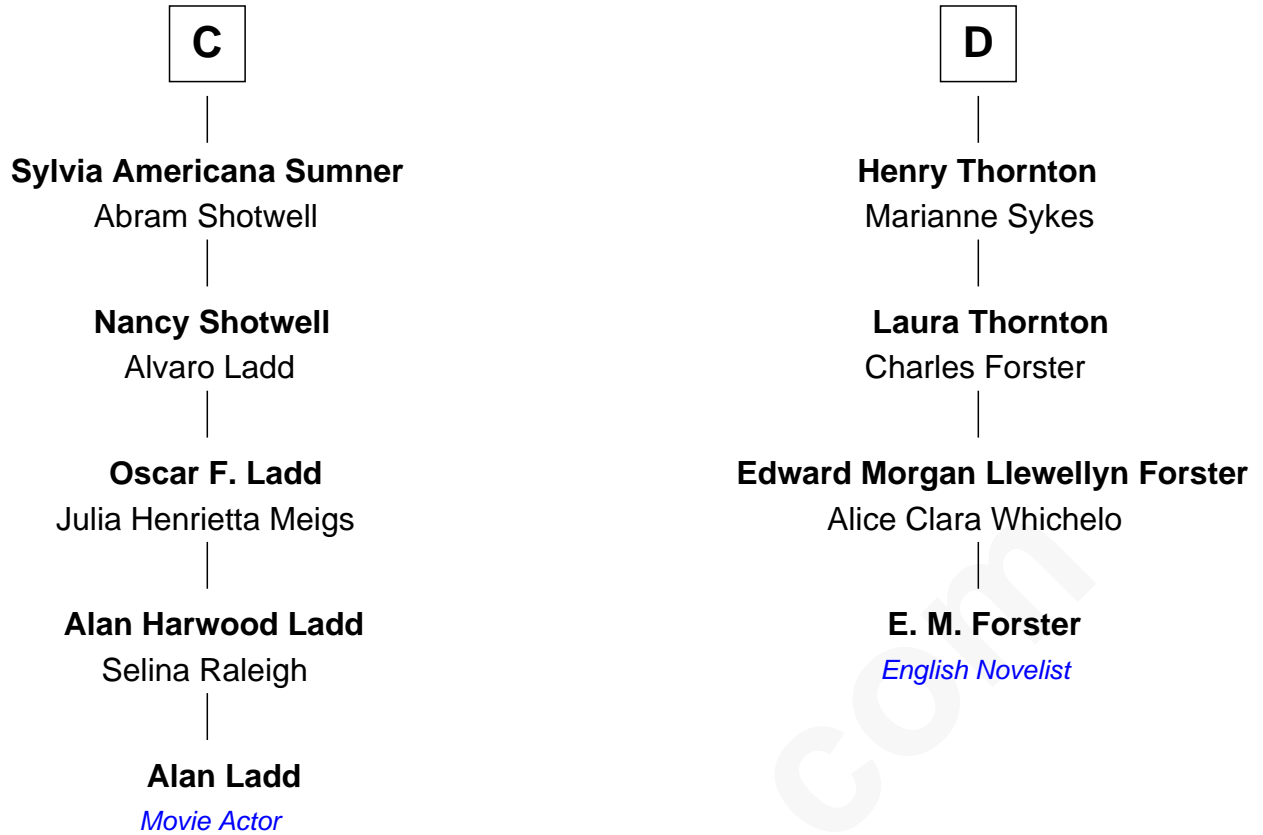 C
Sylvia Americana Sumner
Abram Shotwell
Nancy Shotwell
Alvaro Ladd
Oscar F. Ladd
Julia Henrietta Meigs
Alan Harwood Ladd
Selina Raleigh
Alan Ladd
Movie Actor
D
Henry Thornton
Marianne Sykes
Laura Thornton
Charles Forster
Edward Morgan Llewellyn Forster
Alice Clara Whichelo
E. M. Forster
English Novelist
com